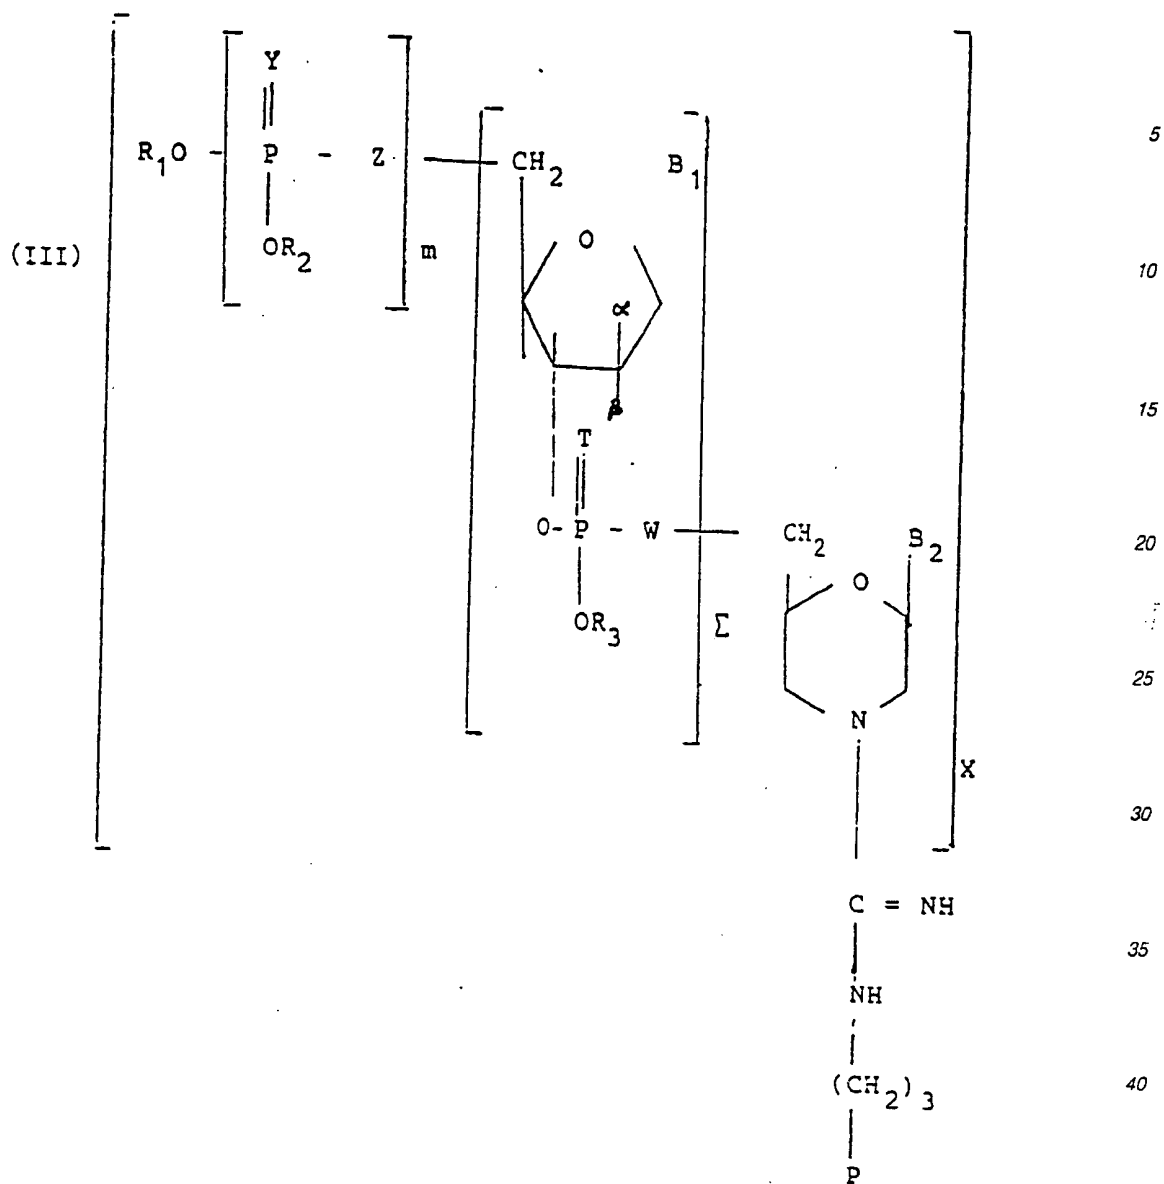 Y
5
R1O - P - Z CH2 B1
(III) OR2 m O 10
α
β 15
T
O- P - W CH2 B2 20
O
OR3 Σ
25
N
X
30
C = NH
35
NH
(CH2)3 40
P